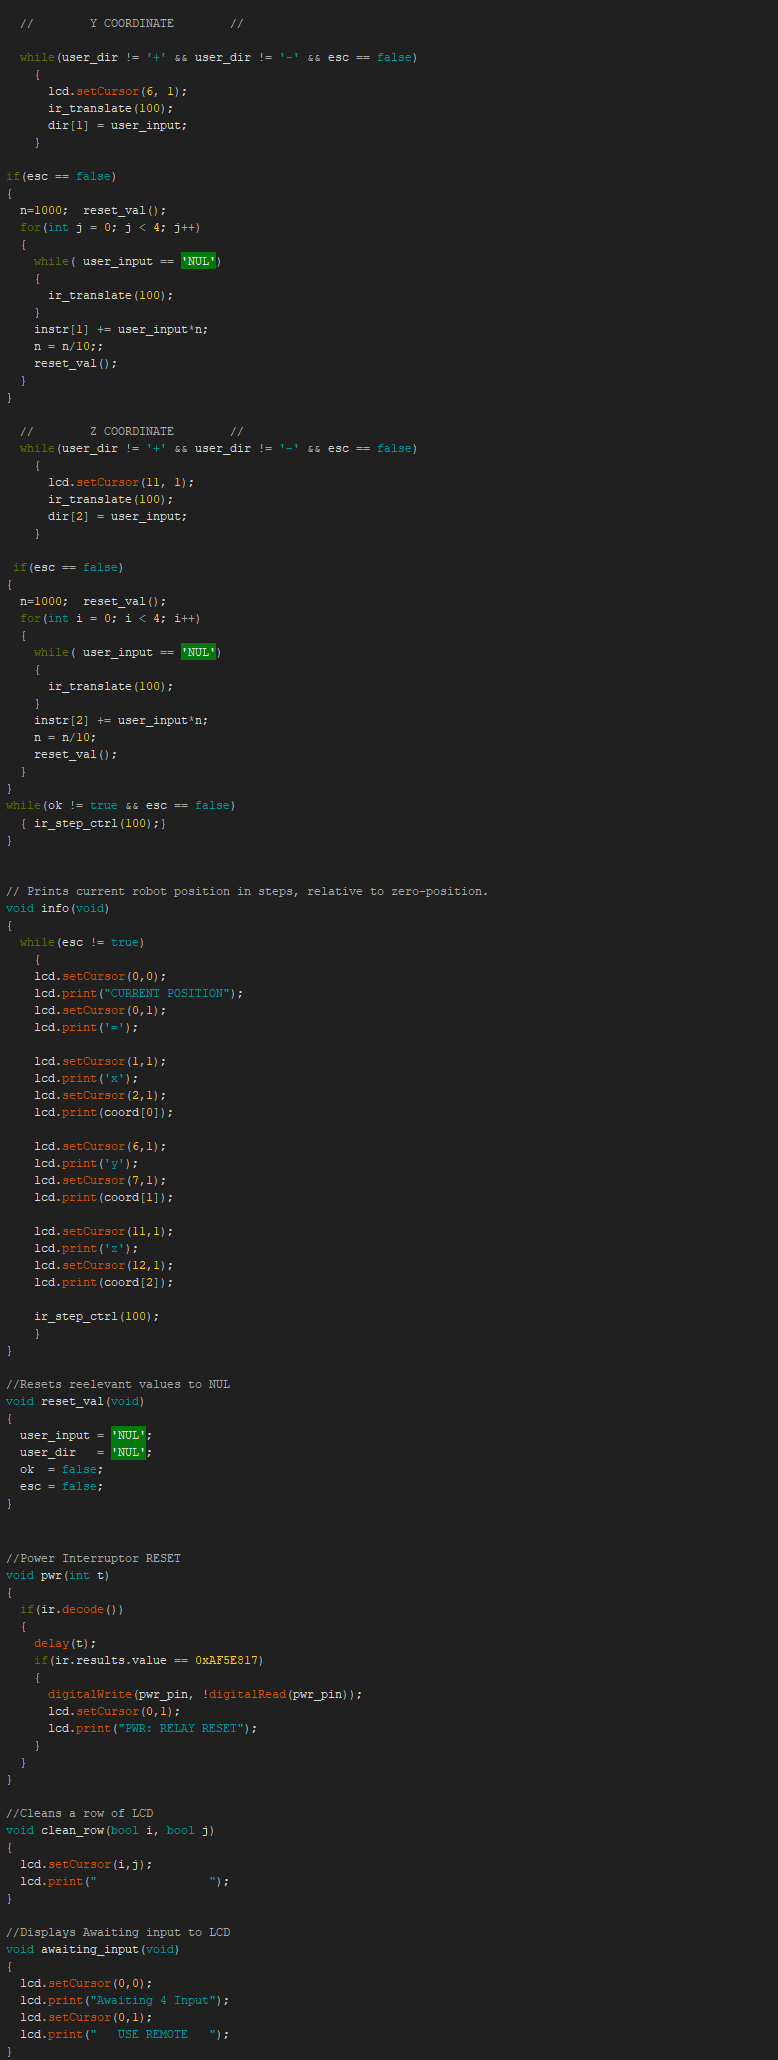 //        Y COORDINATE        //
while(user_dir != '+' && user_dir != '-' && esc == false)
{
lcd.setCursor(6, 1);
ir_translate(100);
dir[1] = user_input;
}
if(esc == false)
{
n=1000;  reset_val();
for(int j = 0; j < 4; j++)
{
while( user_input == 'NUL')
{
ir_translate(100);
}
instr[1] += user_input*n;
n = n/10;;
reset_val();
}
}
//        Z COORDINATE        //
while(user_dir != '+' && user_dir != '-' && esc == false)
{
lcd.setCursor(11, 1);
ir_translate(100);
dir[2] = user_input;
}
if(esc == false)
{
n=1000;  reset_val();
for(int i = 0; i < 4; i++)
{
while( user_input == 'NUL')
{
ir_translate(100);
}
instr[2] += user_input*n;
n = n/10;
reset_val();
}
}
while(ok != true && esc == false)
{ ir_step_ctrl(100);}
}
// Prints current robot position in steps, relative to zero-position.
void info(void)
{
while(esc != true)
{
lcd.setCursor(0,0);
lcd.print("CURRENT POSITION");
lcd.setCursor(0,1);
lcd.print('=');
lcd.setCursor(1,1);
lcd.print('x');
lcd.setCursor(2,1);
lcd.print(coord[0]);
lcd.setCursor(6,1);
lcd.print('y');
lcd.setCursor(7,1);
lcd.print(coord[1]);
lcd.setCursor(11,1);
lcd.print('z');
lcd.setCursor(12,1);
lcd.print(coord[2]);
ir_step_ctrl(100);
}
}
//Resets reelevant values to NUL
void reset_val(void)
{
user_input = 'NUL';
user_dir   = 'NUL';
ok  = false;
esc = false;
}
//Power Interruptor RESET
void pwr(int t)
{
if(ir.decode())
{
delay(t);
if(ir.results.value == 0xAF5E817)
{
digitalWrite(pwr_pin, !digitalRead(pwr_pin));
lcd.setCursor(0,1);
lcd.print("PWR: RELAY RESET");
}
}
}
//Cleans a row of LCD
void clean_row(bool i, bool j)
{
lcd.setCursor(i,j);
lcd.print("                ");
}
//Displays Awaiting input to LCD
void awaiting_input(void)
{
lcd.setCursor(0,0);
lcd.print("Awaiting 4 Input");
lcd.setCursor(0,1);
lcd.print("   USE REMOTE   ");
}